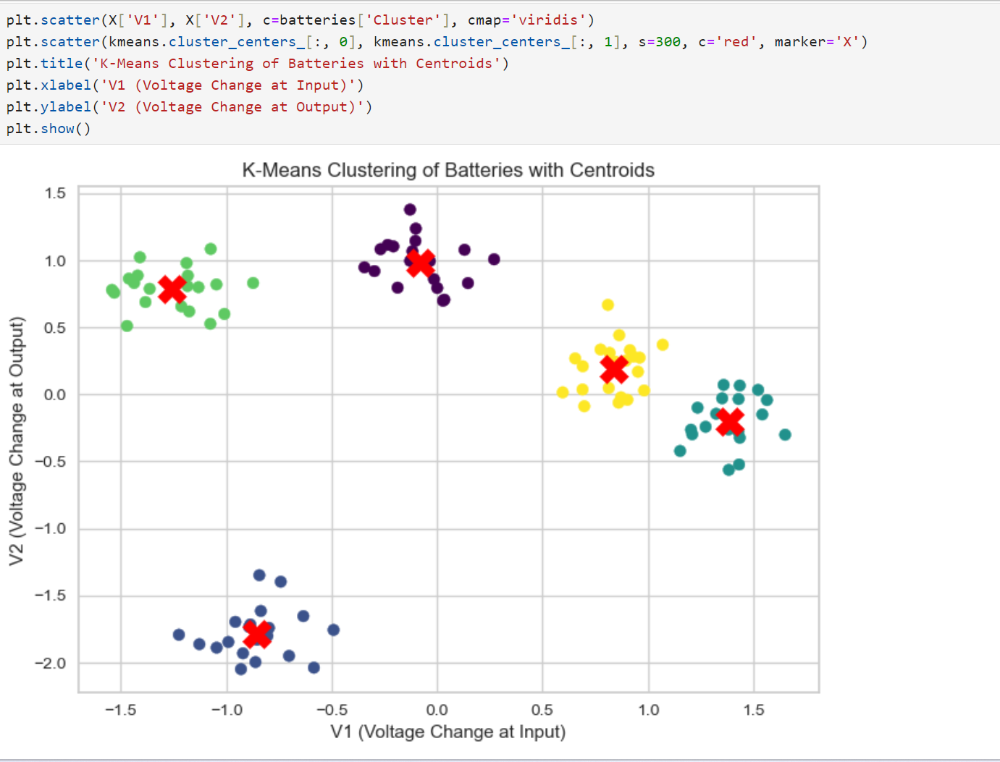 plt.scatter(X['V1'], X['V2'], c=batteries['Cluster'], cmap='viridis')
plt.scatter(kmeans.cluster_centers_[:, 0], kmeans.cluster_centers_[:, 1], s=300, c='red', marker='X')
plt.title('K-Means Clustering of Batteries with Centroids')
plt.xlabel('V1 (Voltage Change at Input)')
plt.ylabel('V2 (Voltage Change at Output)')
plt.show()
K-Means Clustering of Batteries with Centroids
1.5
1.0
0.5
0.0
−0.5
−1.0
−1.5
−2.0
V2 (Voltage Change at Output)
−1.5 −1.0 −0.5 0.0 0.5 1.0 1.5
V1 (Voltage Change at Input)